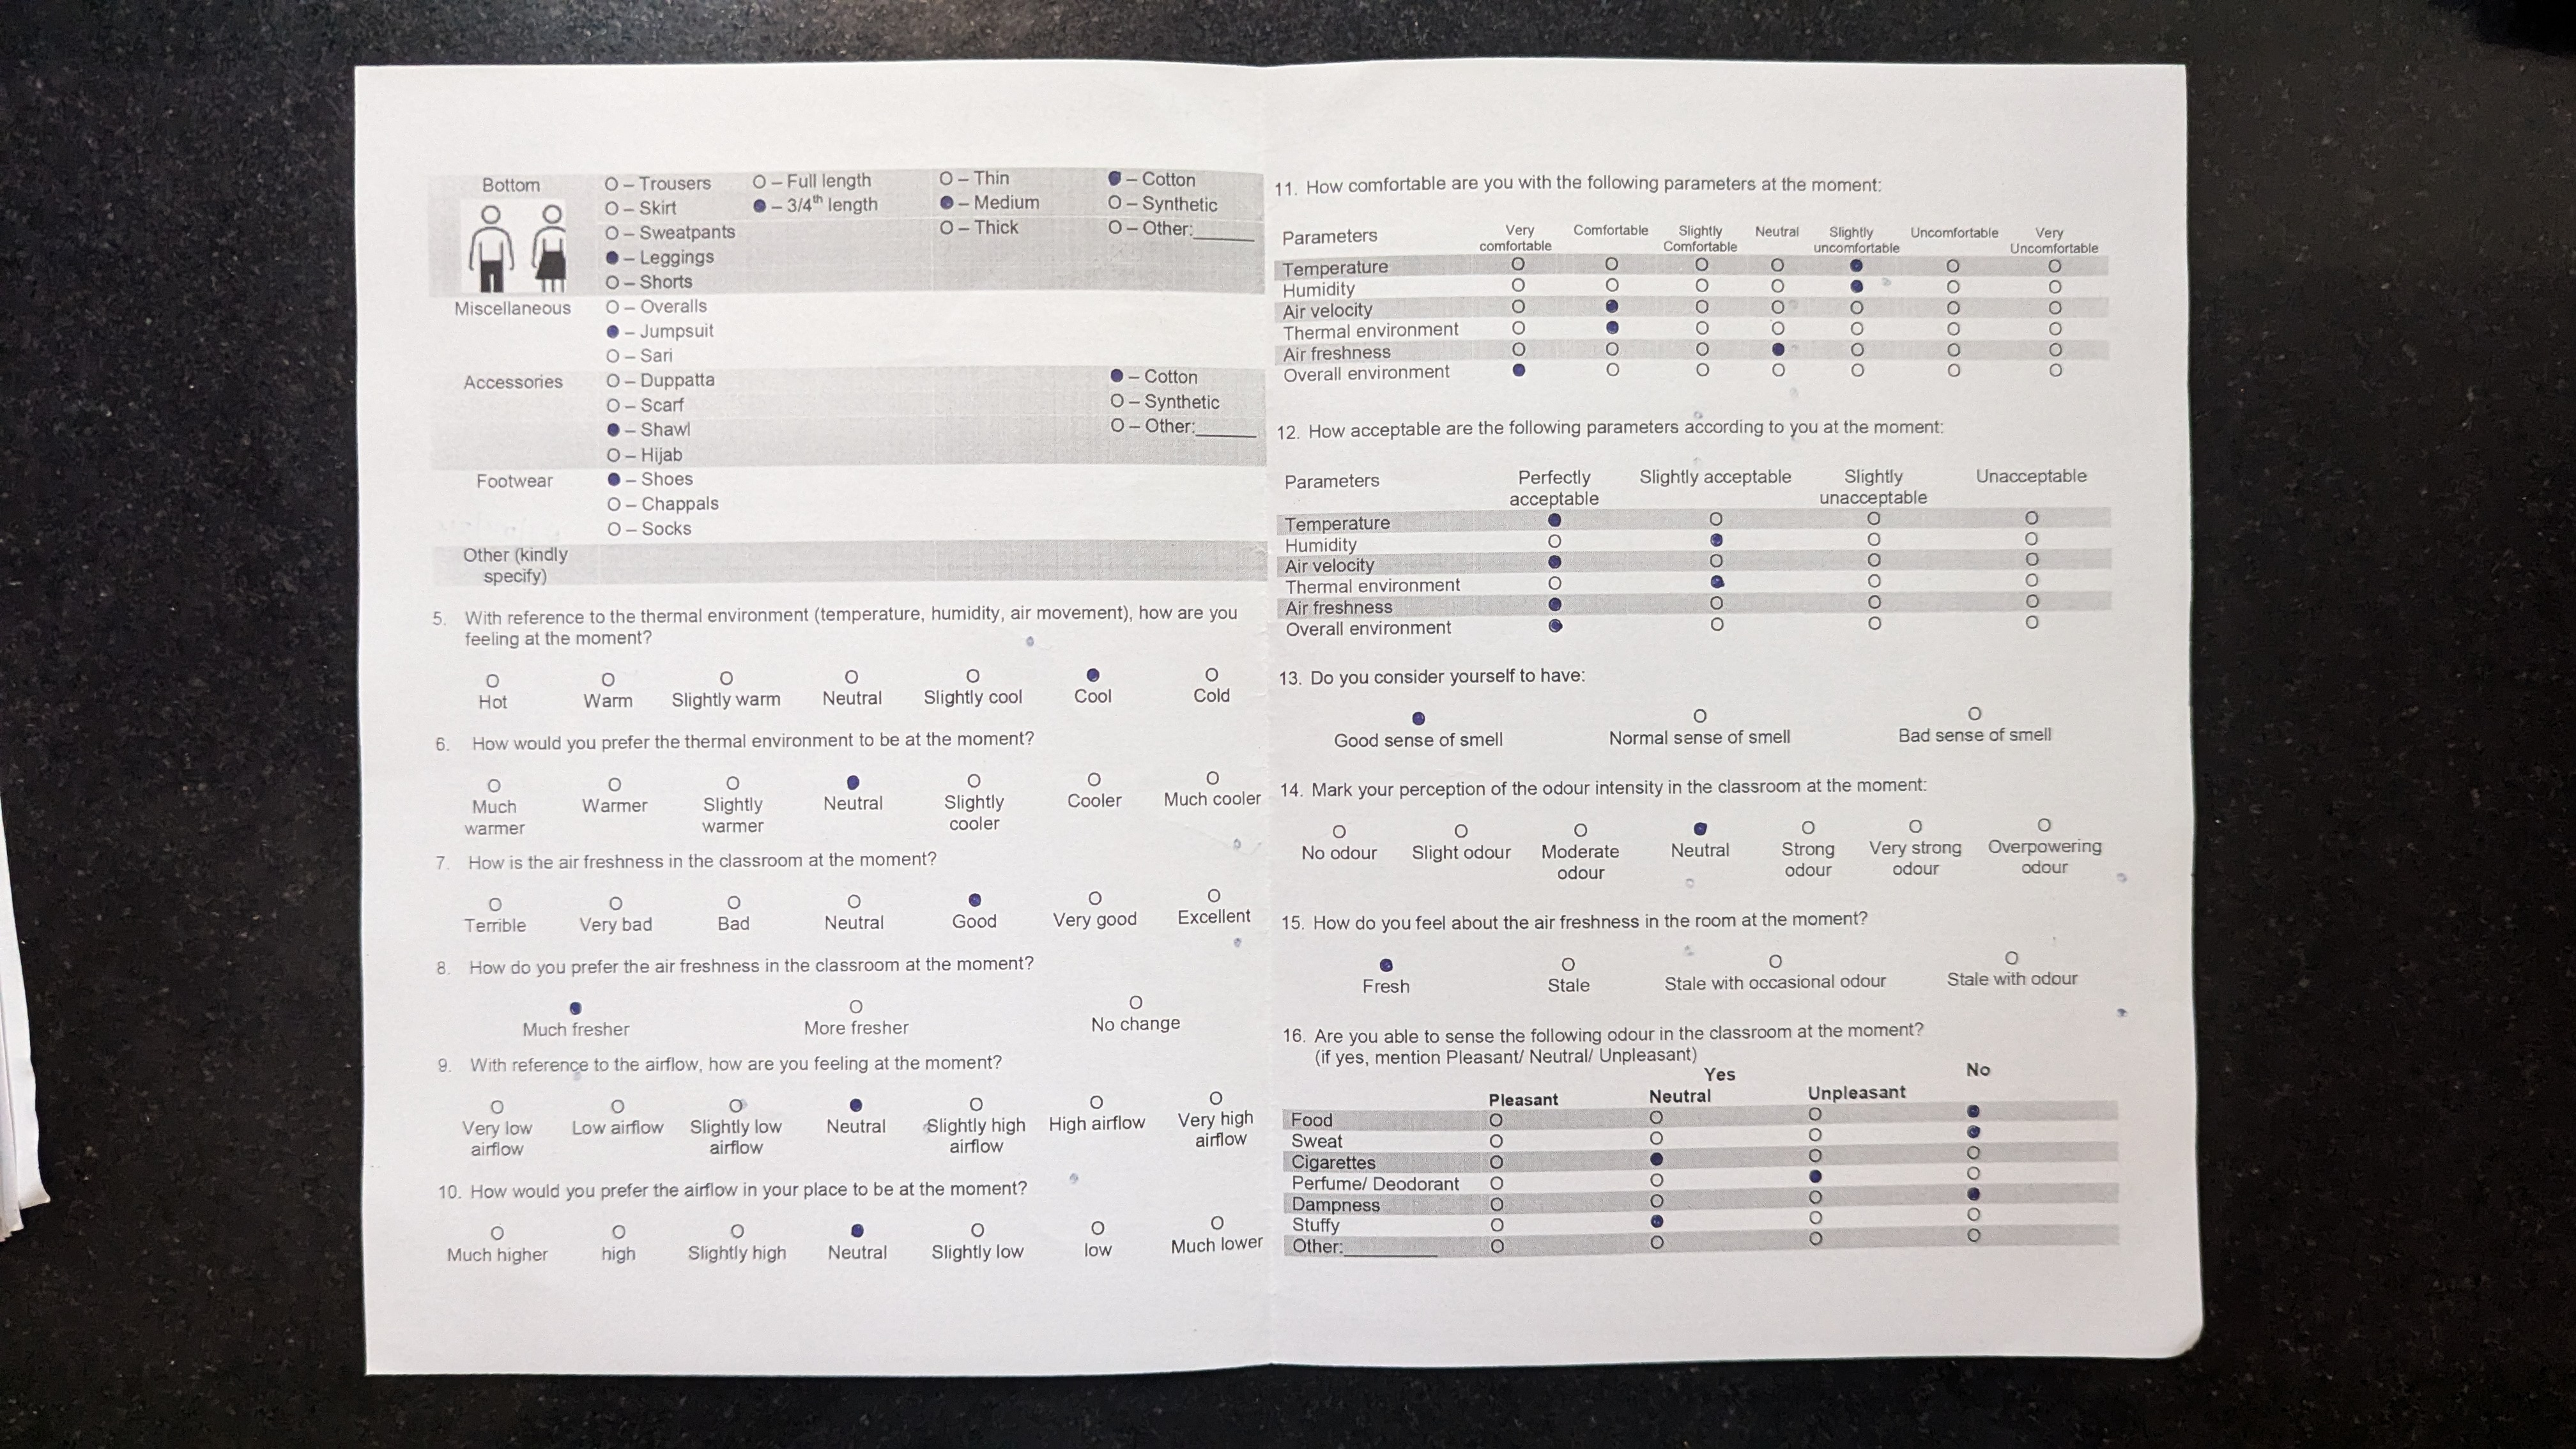 Bottom O – Trousers O – Full length O – Thin ● – Cotton
O – Skirt ● – 3/4th length ● – Medium O – Synthetic
O – Sweatpants O – Thick O – Other:______
● – Leggings
O – Shorts
Miscellaneous O – Overalls
● – Jumpsuit
O – Sari
Accessories O – Duppatta ● – Cotton
O – Scarf O – Synthetic
● – Shawl O – Other:______
O – Hijab
Footwear ● – Shoes
O – Chappals
O – Socks
Other (kindly
specify)
5. With reference to the thermal environment (temperature, humidity, air movement), how are you
feeling at the moment?
O O O O O ● O
Hot Warm Slightly warm Neutral Slightly cool Cool Cold
6. How would you prefer the thermal environment to be at the moment?
O O O ● O O O
Much Warmer Slightly Neutral Slightly Cooler Much cooler
warmer warmer cooler
7. How is the air freshness in the classroom at the moment?
O O O O ● O O
Terrible Very bad Bad Neutral Good Very good Excellent
8. How do you prefer the air freshness in the classroom at the moment?
● O O
Much fresher More fresher No change
9. With reference to the airflow, how are you feeling at the moment?
O O O ● O O O
Very low Low airflow Slightly low Neutral Slightly high High airflow Very high
airflow airflow airflow airflow
10. How would you prefer the airflow in your place to be at the moment?
O O O ● O O O
Much higher high Slightly high Neutral Slightly low low Much lower
11. How comfortable are you with the following parameters at the moment:
Parameters Very Comfortable Slightly Neutral Slightly Uncomfortable Very
comfortable Comfortable uncomfortable Uncomfortable
Temperature O O O O ● O O
Humidity O O O O ● O O
Air velocity O ● O O O O O
Thermal environment O ● O O O O O
Air freshness O O O ● O O O
Overall environment ● O O O O O O
12. How acceptable are the following parameters according to you at the moment:
Parameters Perfectly Slightly acceptable Slightly Unacceptable
acceptable unacceptable
Temperature ● O O O
Humidity O ● O O
Air velocity ● O O O
Thermal environment O ● O O
Air freshness ● O O O
Overall environment ● O O O
13. Do you consider yourself to have:
● O O
Good sense of smell Normal sense of smell Bad sense of smell
14. Mark your perception of the odour intensity in the classroom at the moment:
O O O ● O O O
No odour Slight odour Moderate Neutral Strong Very strong Overpowering
odour odour odour odour
15. How do you feel about the air freshness in the room at the moment?
● O O O
Fresh Stale Stale with occasional odour Stale with odour
16. Are you able to sense the following odour in the classroom at the moment?
(if yes, mention Pleasant/ Neutral/ Unpleasant)
Yes No
Pleasant Neutral Unpleasant
Food O O O ●
Sweat O O O ●
Cigarettes O ● O O
Perfume/ Deodorant O O ● O
Dampness O O O ●
Stuffy O ● O O
Other:__________ O O O O